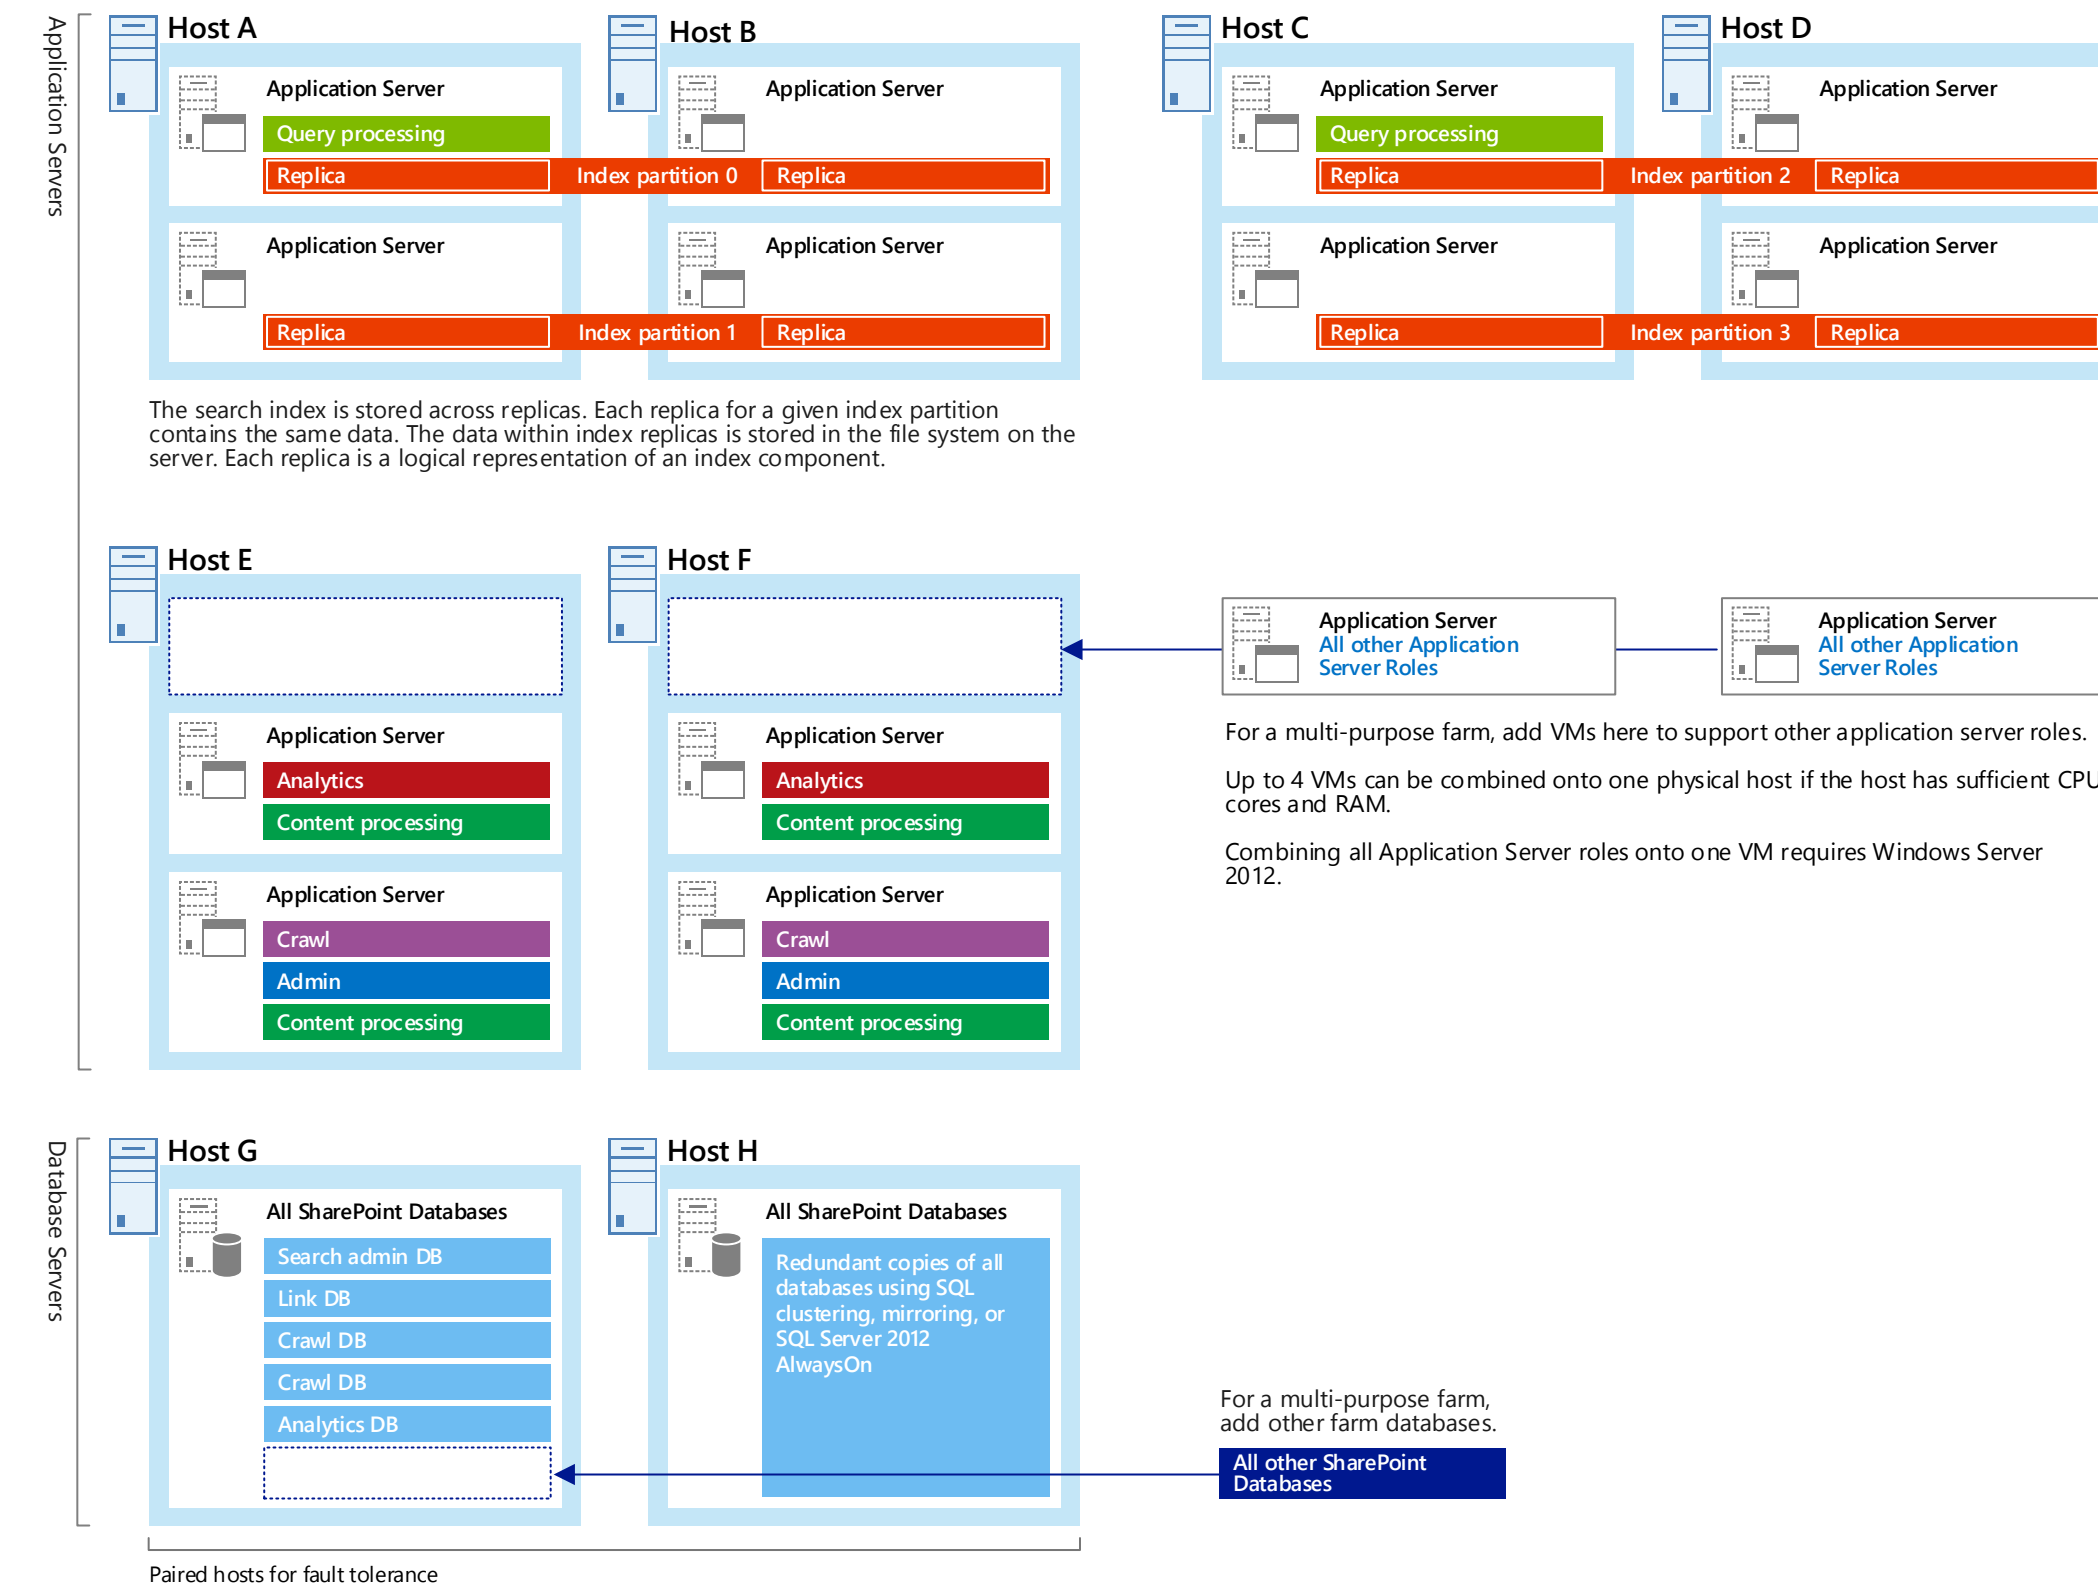 Application Servers
Host A
Application Server
Query processing
Replica
Index partition 0
Application Server
Replica
Index partition 1
Host B
Application Server
Replica
Application Server
Replica
Host C
Application Server
Query processing
Replica
Index partition 2
Application Server
Replica
Index partition 3
Host D
Application Server
Replica
Application Server
Replica
The search index is stored across replicas. Each replica for a given index partition
contains the same data. The data within index replicas is stored in the file system on the
server. Each replica is a logical representation of an index component.
Host E
Application Server
Analytics
Content processing
Application Server
Crawl
Admin
Content processing
Host F
Application Server
Analytics
Content processing
Application Server
Crawl
Admin
Content processing
Application Server
All other Application
Server Roles
Application Server
All other Application
Server Roles
For a multi-purpose farm, add VMs here to support other application server roles.
Up to 4 VMs can be combined onto one physical host if the host has sufficient CPU
cores and RAM.
Combining all Application Server roles onto one VM requires Windows Server
2012.
Database Servers
Host G
All SharePoint Databases
Search admin DB
Link DB
Crawl DB
Crawl DB
Analytics DB
Host H
All SharePoint Databases
Redundant copies of all
databases using SQL
clustering, mirroring, or
SQL Server 2012
AlwaysOn
For a multi-purpose farm,
add other farm databases.
All other SharePoint
Databases
Paired hosts for fault tolerance